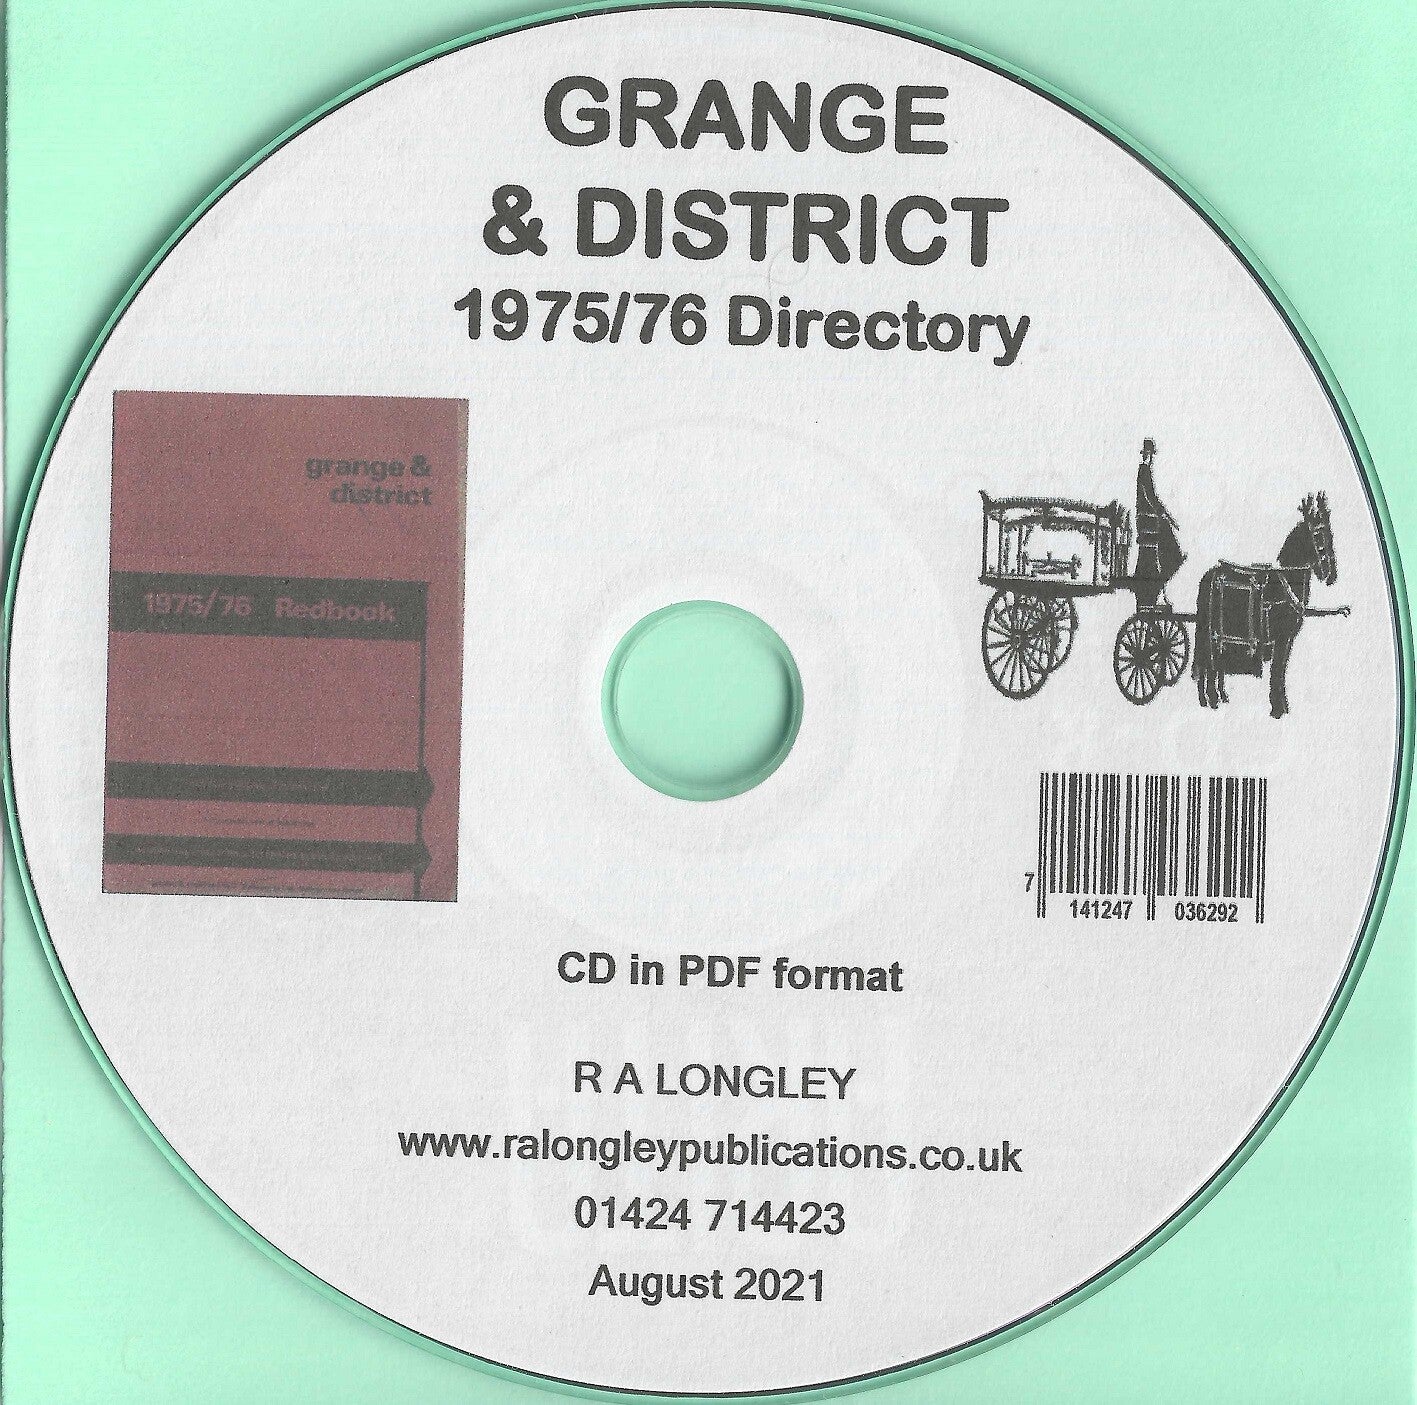 GRANGE
& DISTRICT
1975/76 Directory
grange &
district
1975/76 Redbook
7 141247 036292
CD in PDF format
R A LONGLEY
www.ralongleypublications.co.uk
01424 714423
August 2021